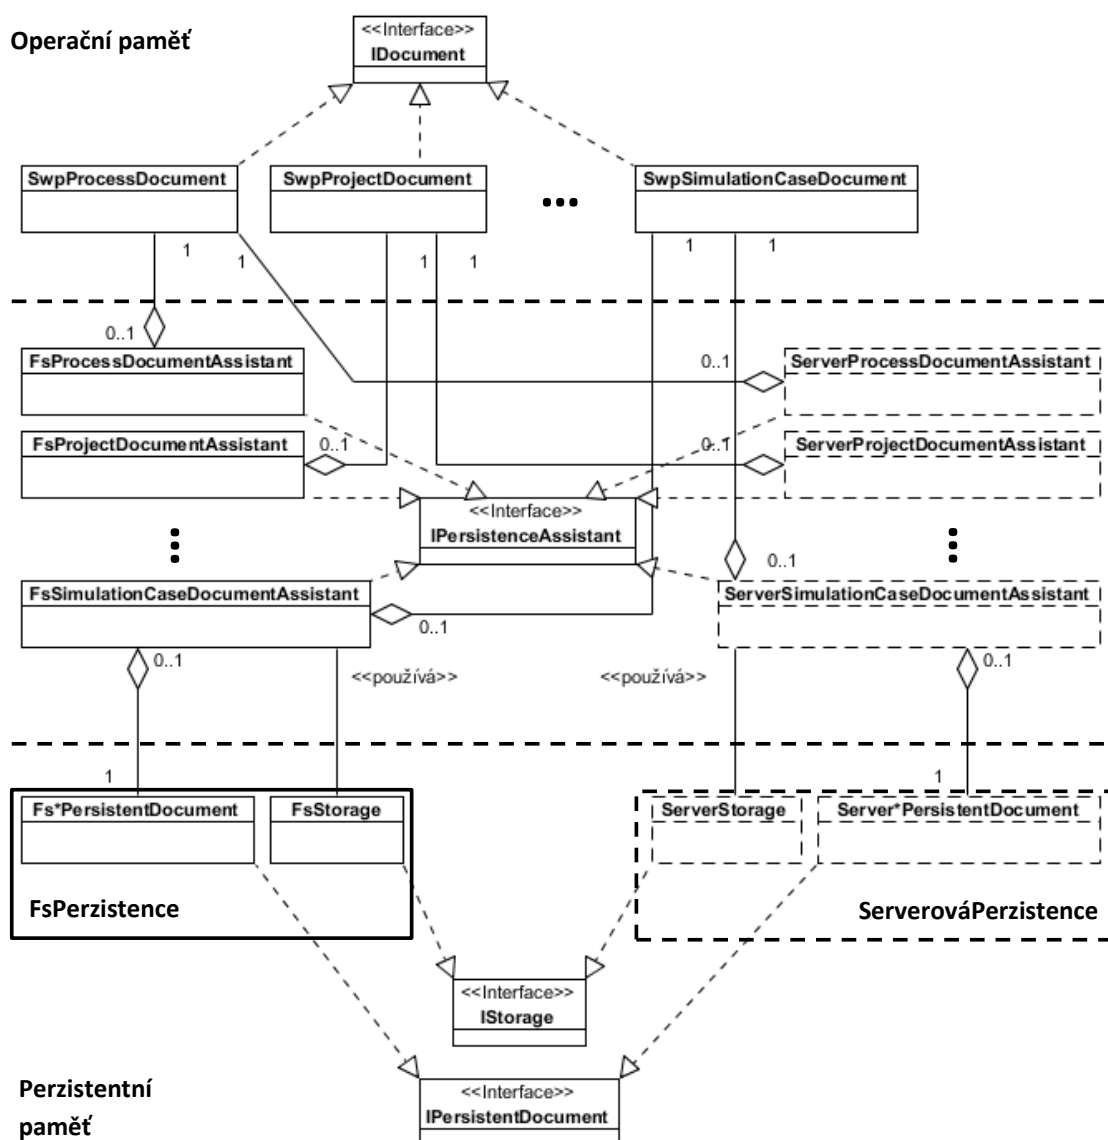 Operační paměť
<<Interface>>
IDocument
SwpProcessDocument
SwpProjectDocument
...
SwpSimulationCaseDocument
1
1
1
1
1
1
0..1
FsProcessDocumentAssistant
0..1
ServerProcessDocumentAssistant
FsProjectDocumentAssistant
0..1
0..1
ServerProjectDocumentAssistant
<<Interface>>
IPersistenceAssistant
0..1
FsSimulationCaseDocumentAssistant
ServerSimulationCaseDocumentAssistant
0..1
0..1
0..1
<<používá>>
<<používá>>
1
1
Fs*PersistentDocument
FsStorage
ServerStorage
Server*PersistentDocument
FsPerzistence
ServerováPerzistence
<<Interface>>
IStorage
Perzistentní
paměť
<<Interface>>
IPersistentDocument